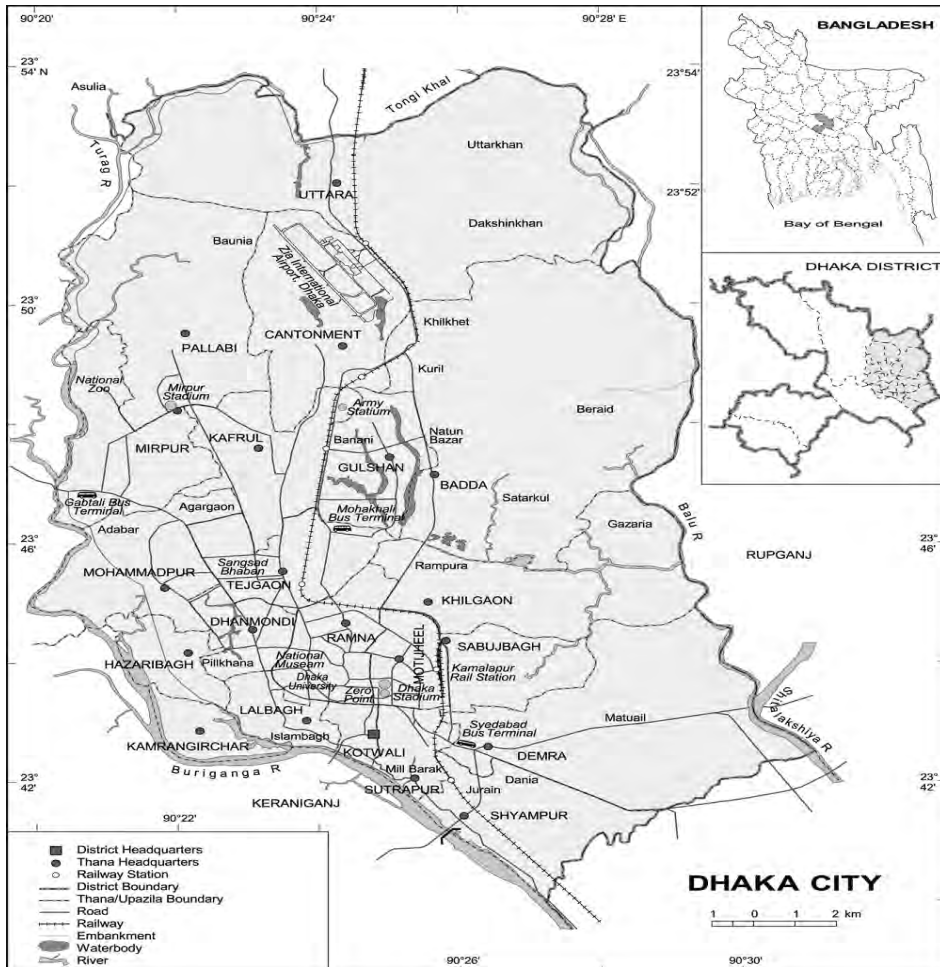 90°20'
90°24'
90°28' E
23°
54' N
23°54'
BANGLADESH
Bay of Bengal
Asulia
Tongi Khal
Turag R
Uttarkhan
UTTARA
23°52'
Dakshinkhan
Baunia
Zia International
Airport, Dhaka
DHAKA DISTRICT
23°
50'
Khilkhet
CANTONMENT
PALLABI
Kuril
National
Zoo
Mirpur
Stadium
Army
Statium
Beraid
Banani
Natun
Bazar
KAFRUL
MIRPUR
GULSHAN
BADDA
Satarkul
Gabtali Bus
Terminal
Agargaon
Mohakhali
Bus Terminal
Gazaria
Balu R
Adabar
23°
46'
23°
46'
RUPGANJ
Sangsad
Bhaban
Rampura
MOHAMMADPUR
TEJGAON
KHILGAON
DHANMONDI
RAMNA
MOTIJHEEL
SABUJBAGH
HAZARIBAGH
Pillkhana
National
Museam
Kamalapur
Rail Station
Dhaka
University
Zero
Point
Dhaka
Stadium
LALBAGH
Syedabad
Bus Terminal
Matuail
Shitalakshiya R
Islambagh
KAMRANGIRCHAR
KOTWALI
DEMRA
Buriganga R
Mill Barak
Dania
23°
42'
23°
42'
SUTRAPUR
Jurain
KERANIGANJ
SHYAMPUR
90°22'
District Headquarters
Thana Headquarters
Railway Station
District Boundary
Thana/Upazila Boundary
Road
Railway
Embankment
Waterbody
River
DHAKA CITY
1 0 1 2 km
90°26'
90°30'